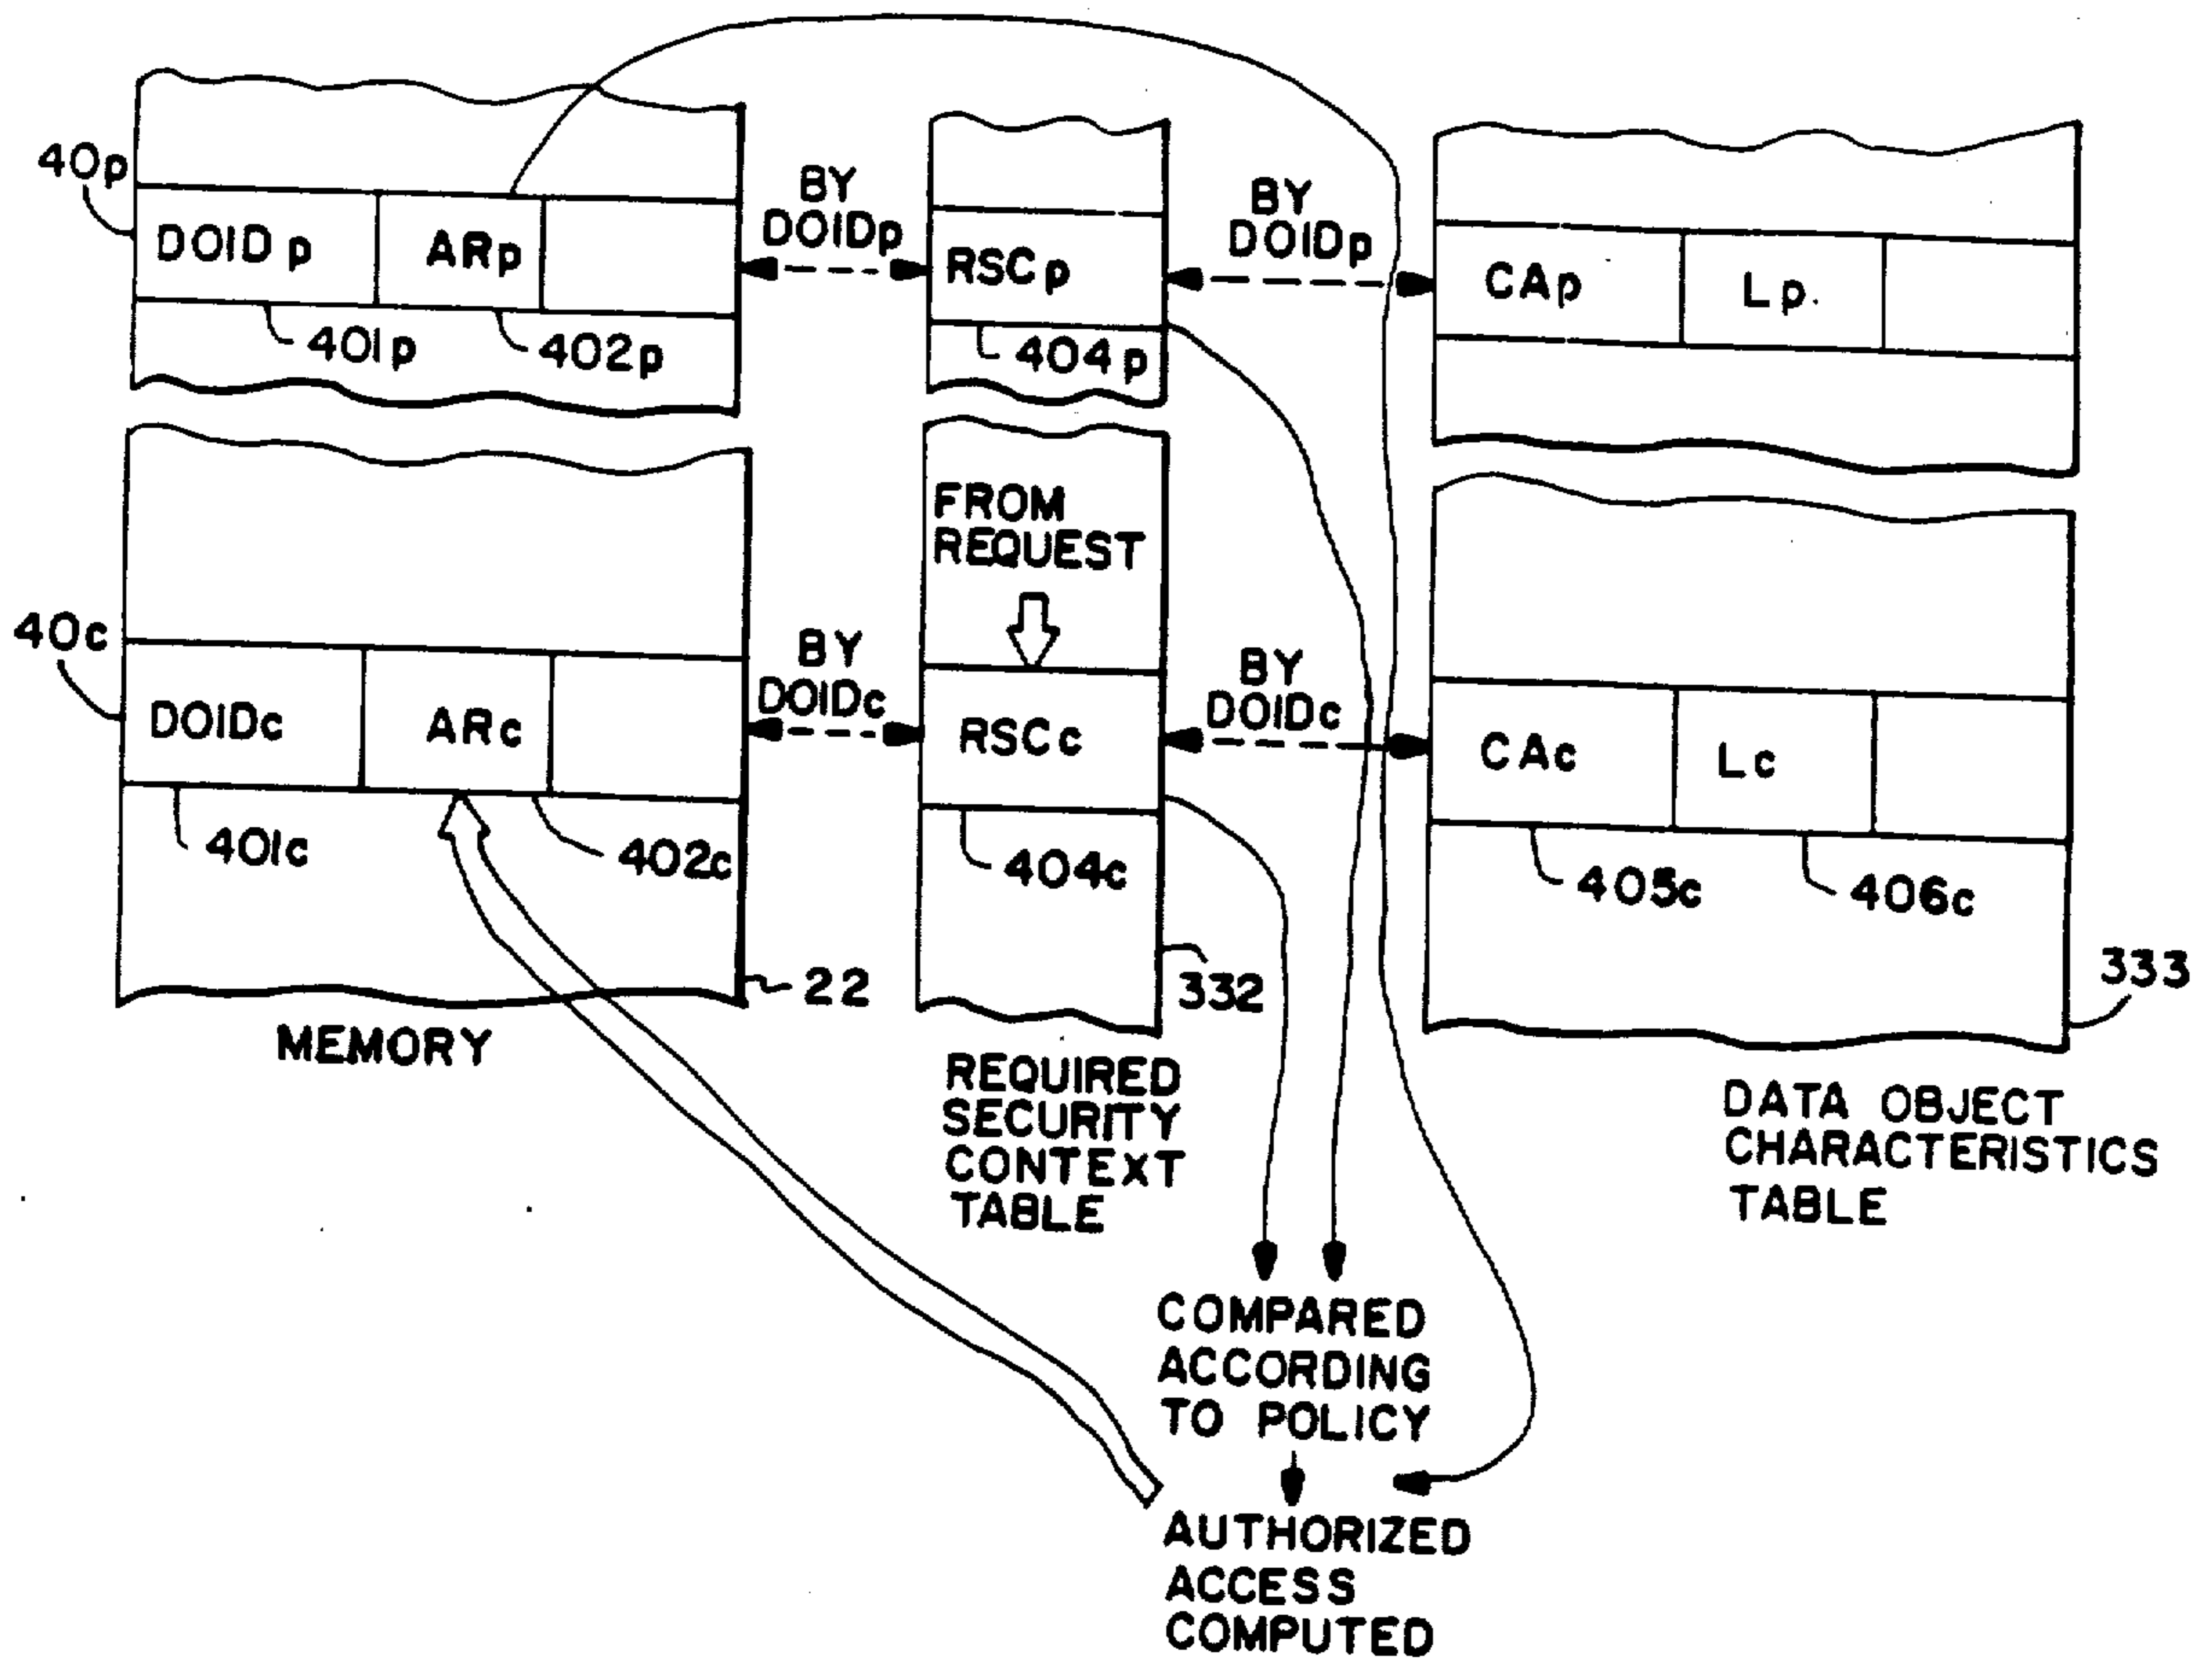 40p
DOIDp
ARp
401p
402p
BY
DOIDp
RSCp
404p
BY
DOIDp
CAp
Lp.
40c
DOIDc
ARc
401c
402c
22
MEMORY
BY
DOIDc
FROM
REQUEST
RSCc
404c
332
REQUIRED
SECURITY
CONTEXT
TABLE
BY
DOIDc
CAc
Lc
405c
406c
333
DATA OBJECT
CHARACTERISTICS
TABLE
COMPARED
ACCORDING
TO POLICY
AUTHORIZED
ACCESS
COMPUTED